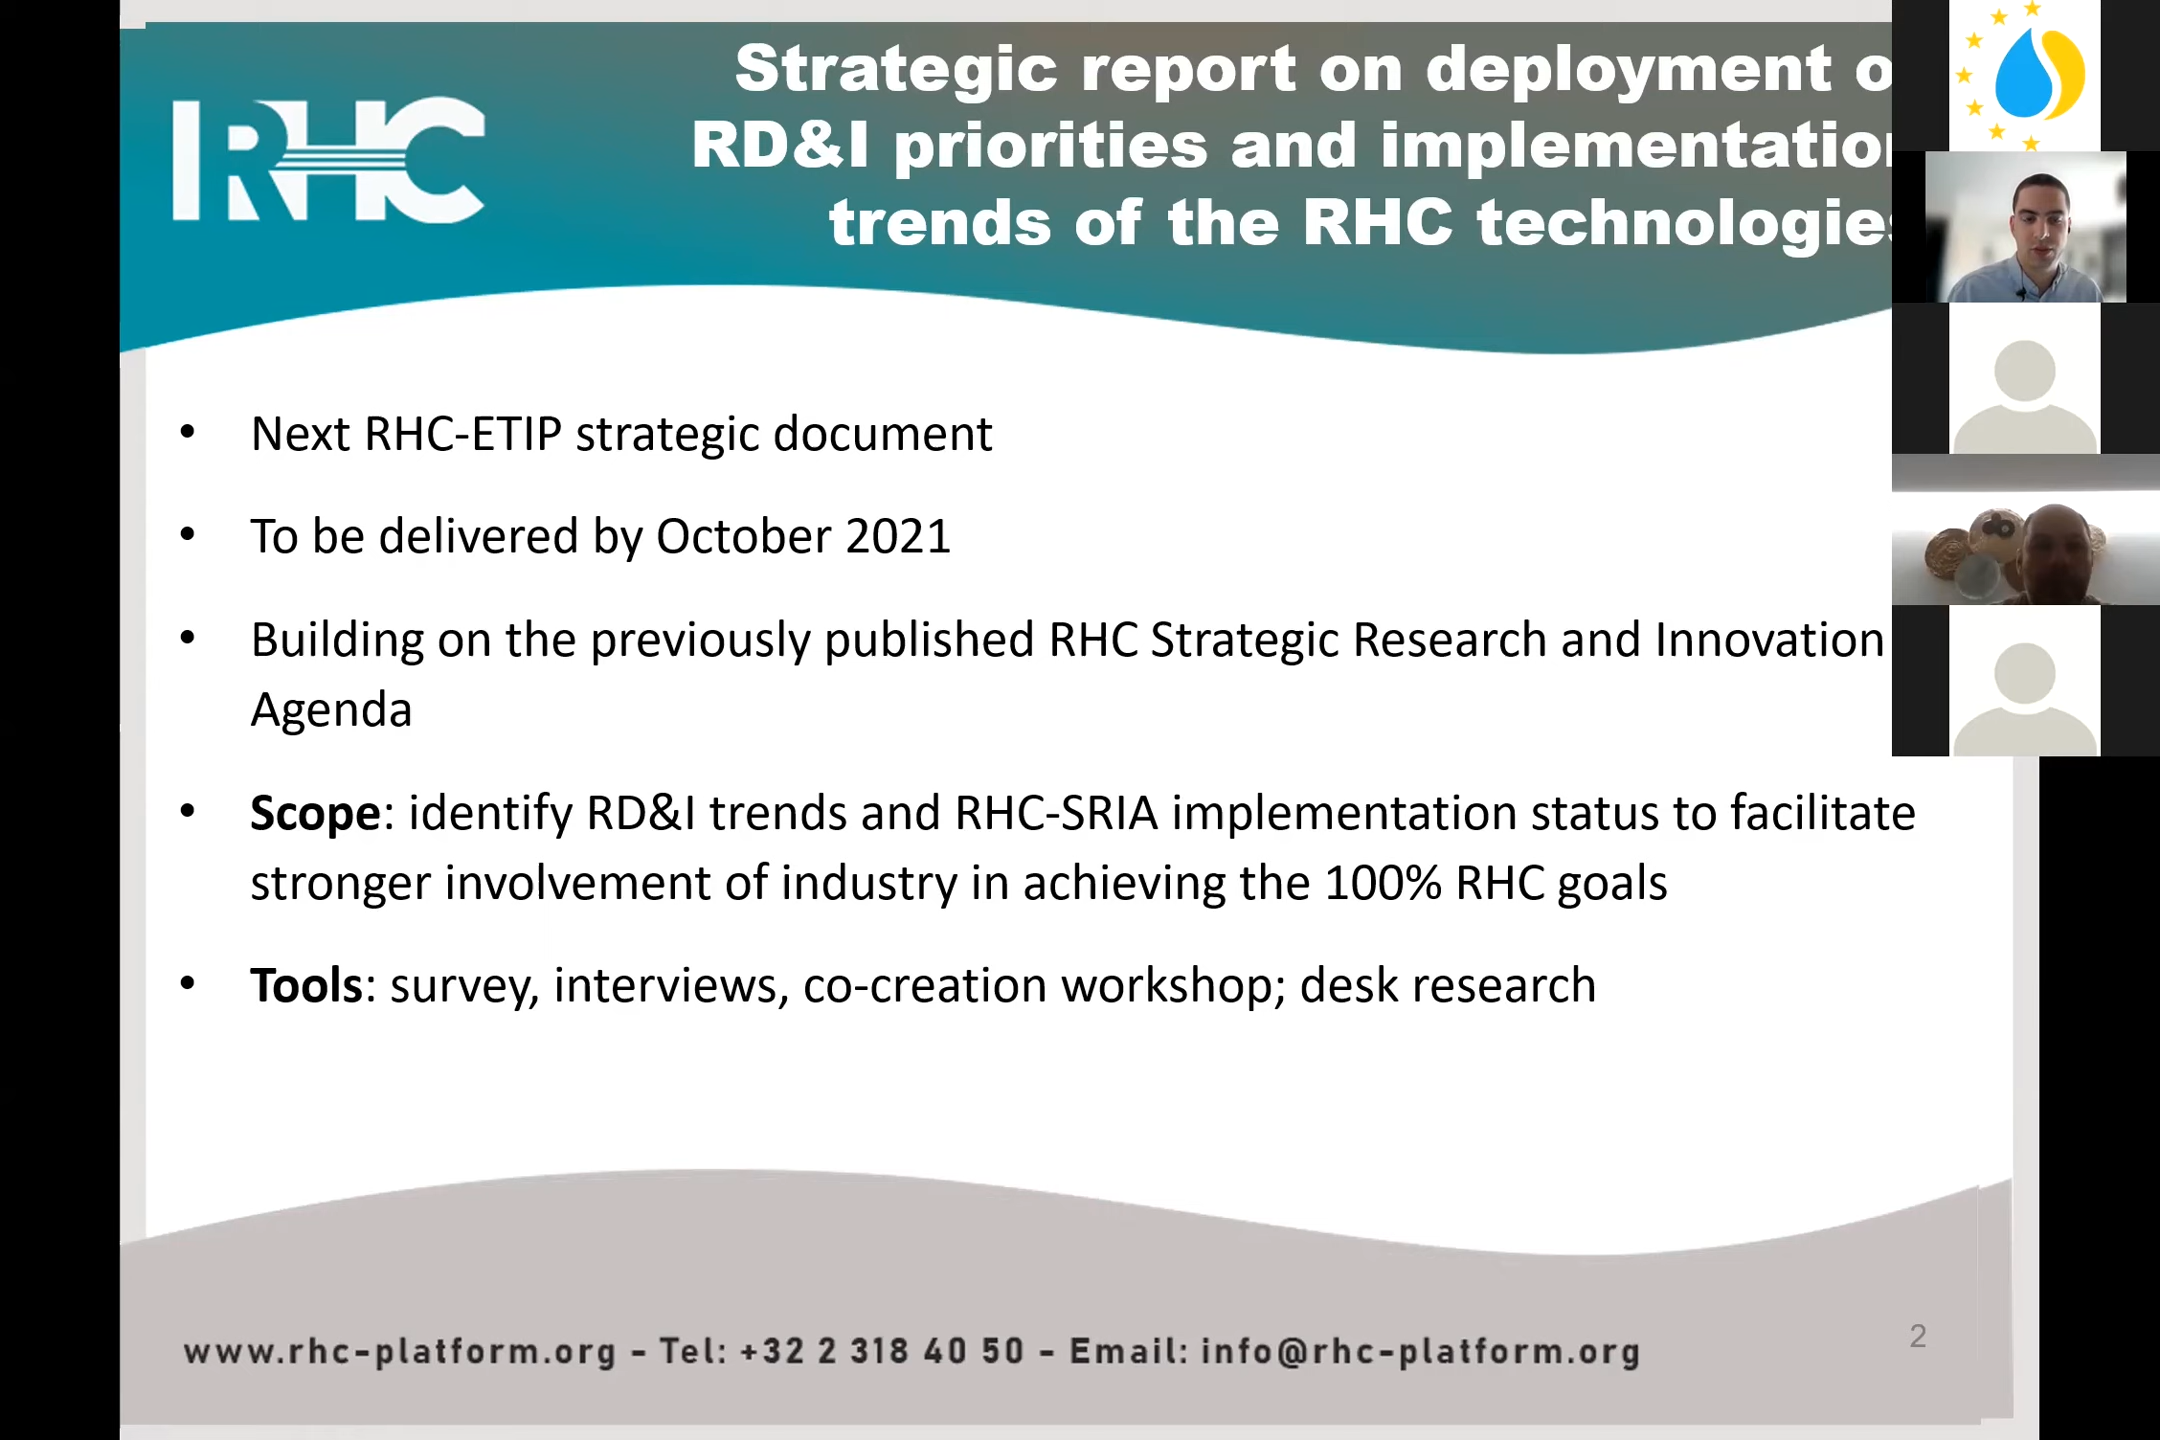 RHC
Strategic report on deployment o
RD&I priorities and implementation
trends of the RHC technologies
• Next RHC-ETIP strategic document
• To be delivered by October 2021
• Building on the previously published RHC Strategic Research and Innovation
Agenda
• Scope: identify RD&I trends and RHC-SRIA implementation status to facilitate
stronger involvement of industry in achieving the 100% RHC goals
• Tools: survey, interviews, co-creation workshop; desk research
www.rhc-platform.org - Tel: +32 2 318 40 50 - Email: info@rhc-platform.org
2